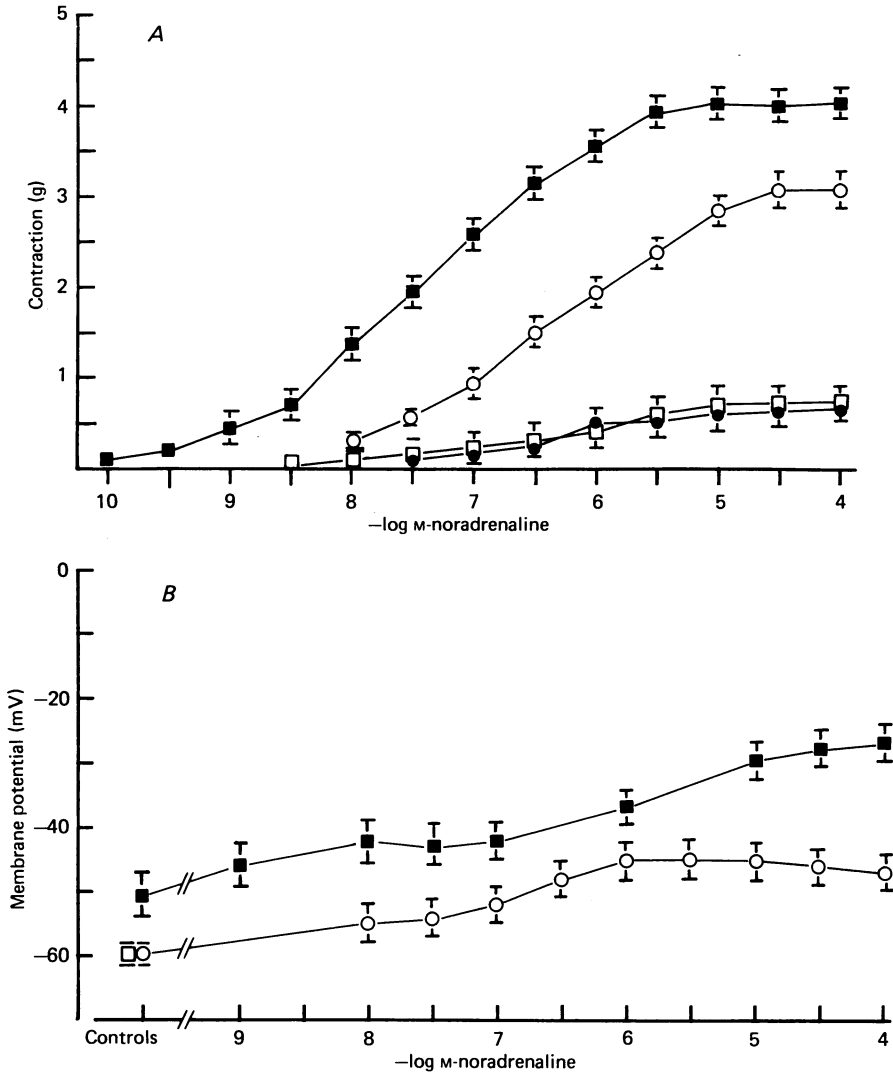 A
5
4
3
2
1
Contraction (g)
10 9 8 7 6 5 4
—log M-noradrenaline
B
0
—20
—40
—60
Membrane potential (mV)
Controls 9 8 7 6 5 4
—log M-noradrenaline